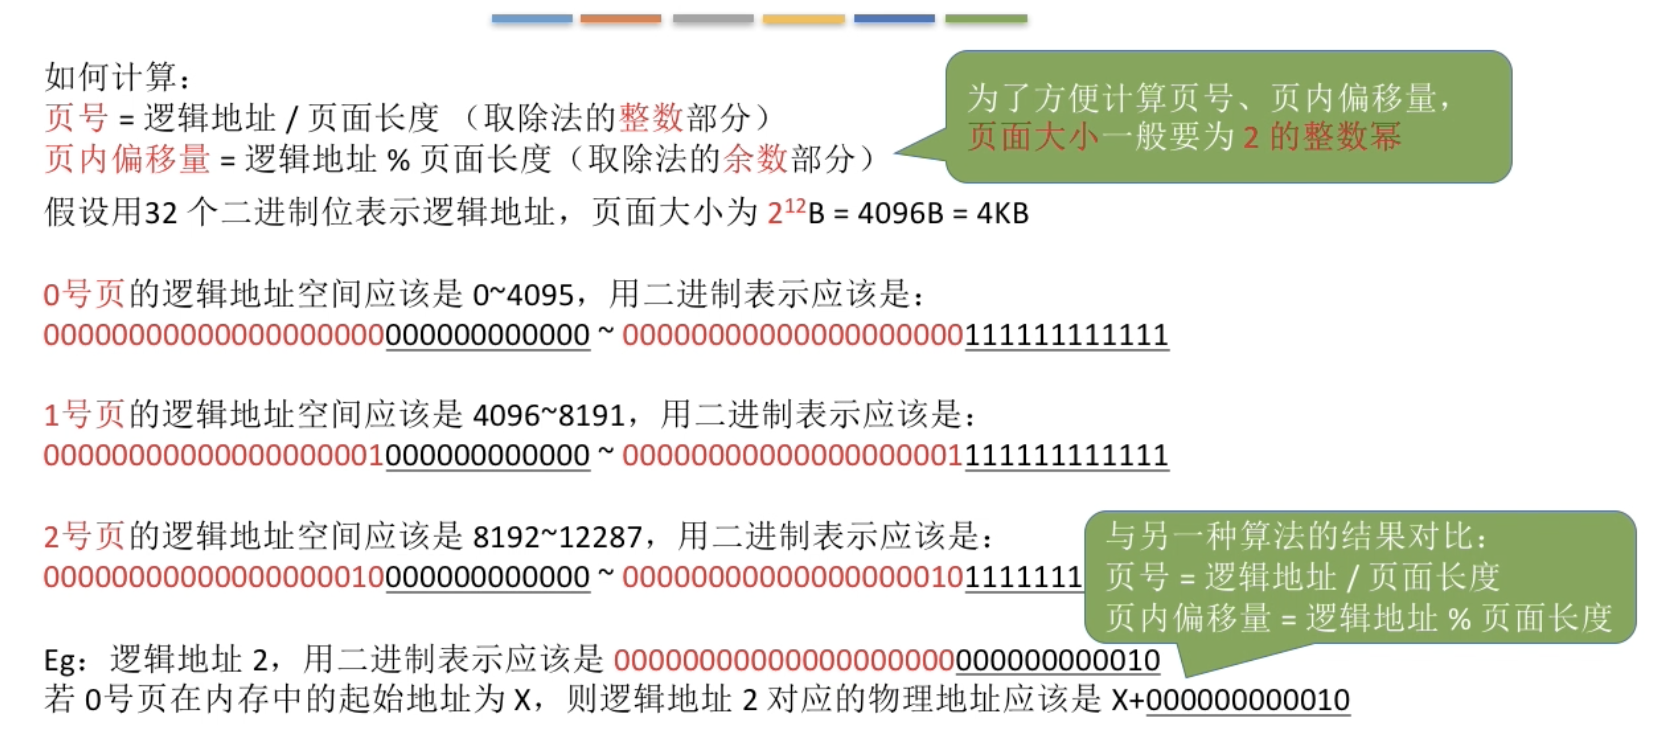 如何计算：
页号 = 逻辑地址 / 页面长度 （取除法的整数部分）
页内偏移量 = 逻辑地址 % 页面长度（取除法的余数部分）
为了方便计算页号、页内偏移量，
页面大小一般要为 2 的整数幂
假设用32 个二进制位表示逻辑地址，页面大小为 2¹²B = 4096B = 4KB
0号页的逻辑地址空间应该是 0~4095，用二进制表示应该是：
00000000000000000000000000000000 ~ 00000000000000000000111111111111
1号页的逻辑地址空间应该是 4096~8191，用二进制表示应该是：
00000000000000000001000000000000 ~ 00000000000000000001111111111111
2号页的逻辑地址空间应该是 8192~12287，用二进制表示应该是：
00000000000000000010000000000000 ~ 000000000000000000101111111
与另一种算法的结果对比：
页号 = 逻辑地址 / 页面长度
页内偏移量 = 逻辑地址 % 页面长度
Eg：逻辑地址 2，用二进制表示应该是 00000000000000000000000000000010
若 0号页在内存中的起始地址为 X，则逻辑地址 2 对应的物理地址应该是 X+000000000010